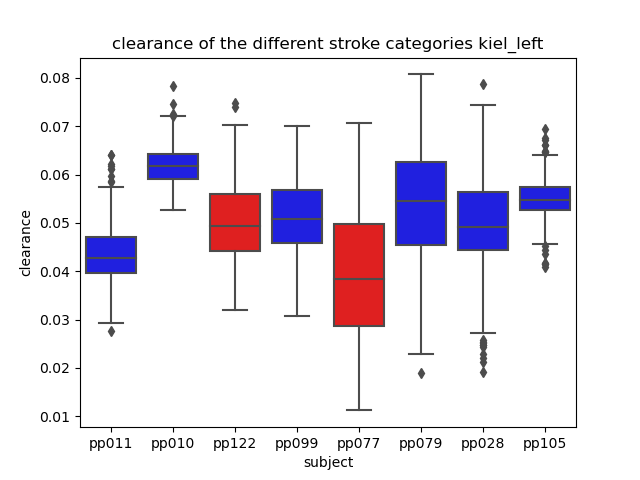 clearance of the different stroke categories kiel_left
0.08
0.07
0.06
0.05
0.04
0.03
0.02
0.01
clearance
pp011 pp010 pp122 pp099 pp077 pp079 pp028 pp105
subject